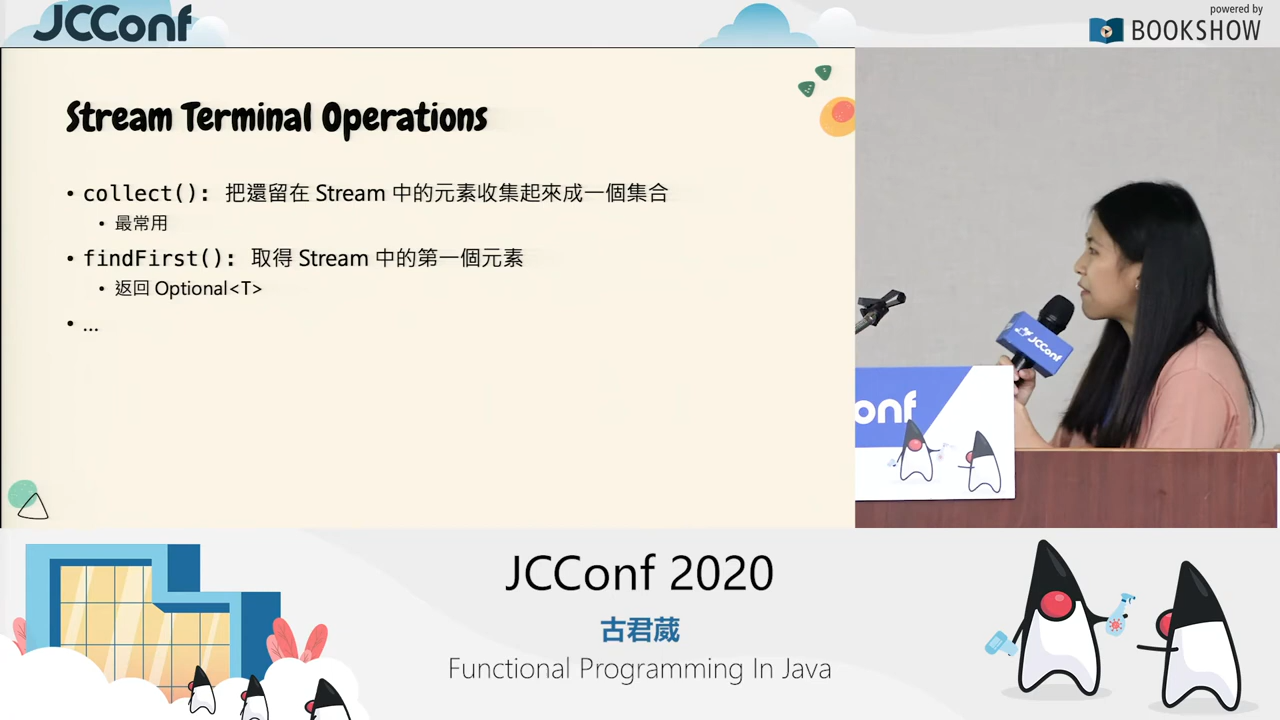 JCConf
powered by
BOOKSHOW
Stream Terminal Operations
• collect(): 把還留在 Stream 中的元素收集起來成一個集合
• 最常用
• findFirst(): 取得 Stream 中的第一個元素
• 返回 Optional<T>
• ...
JCConf
onf
JCConf 2020
古君葳
Functional Programming In Java